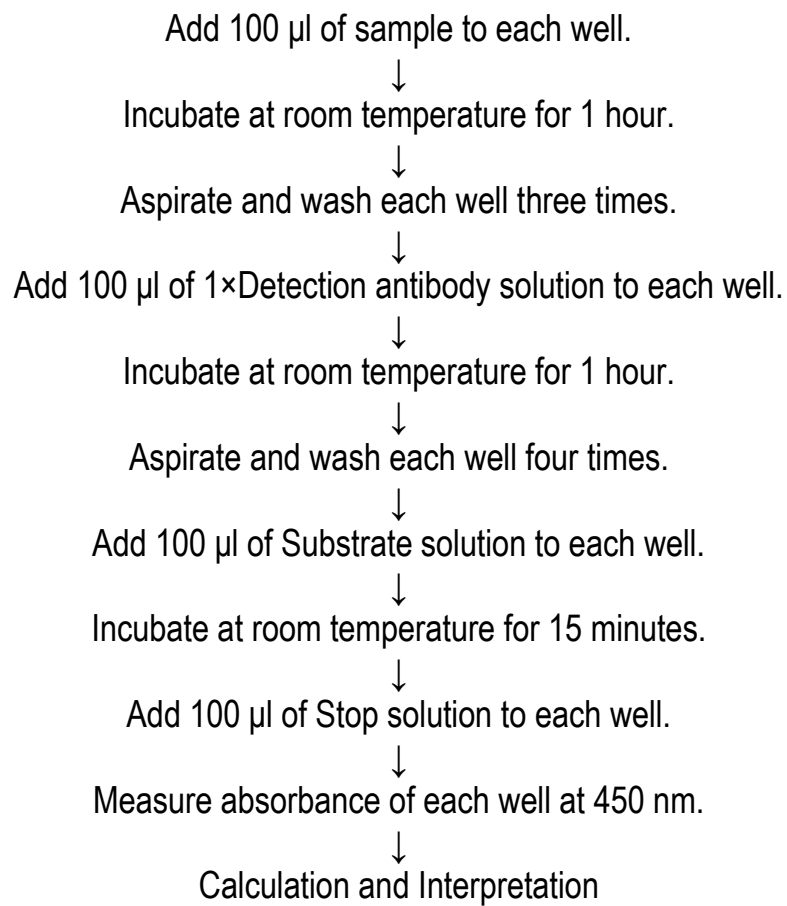 Add 100 µl of sample to each well.
↓
Incubate at room temperature for 1 hour.
↓
Aspirate and wash each well three times.
↓
Add 100 µl of 1×Detection antibody solution to each well.
↓
Incubate at room temperature for 1 hour.
↓
Aspirate and wash each well four times.
↓
Add 100 µl of Substrate solution to each well.
↓
Incubate at room temperature for 15 minutes.
↓
Add 100 µl of Stop solution to each well.
↓
Measure absorbance of each well at 450 nm.
↓
Calculation and Interpretation